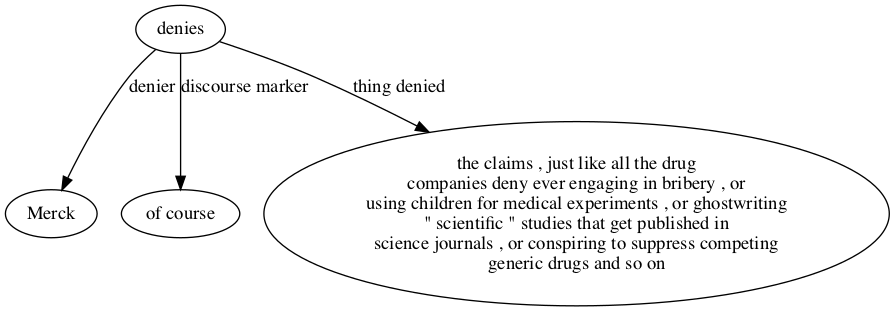 denies
denier discourse marker thing denied
Merck
of course
the claims , just like all the drug
companies deny ever engaging in bribery , or
using children for medical experiments , or ghostwriting
" scientific " studies that get published in
science journals , or conspiring to suppress competing
generic drugs and so on